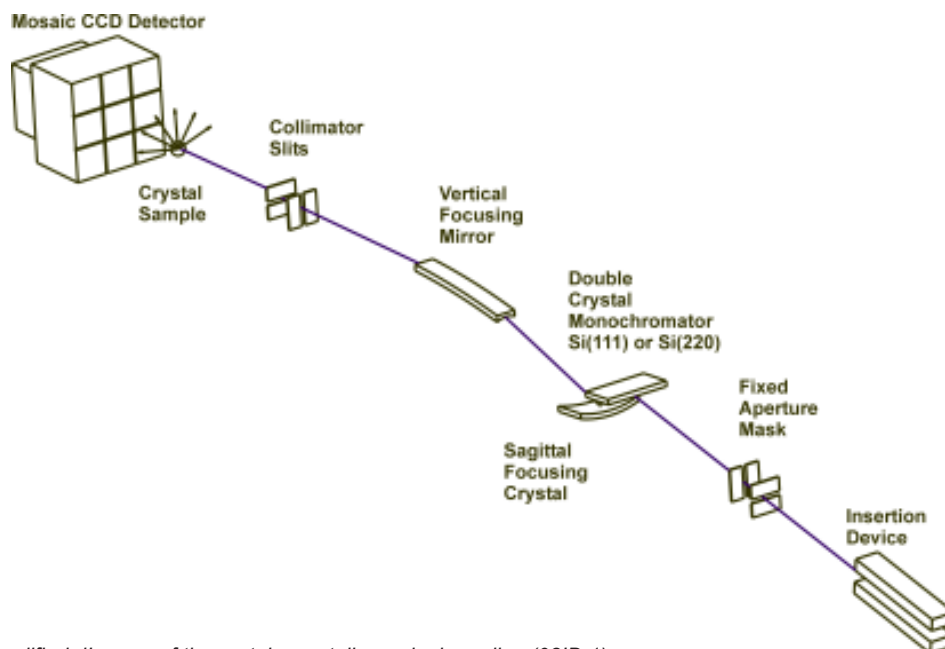 Mosaic CCD Detector
Collimator
Slits
Crystal
Sample
Vertical
Focusing
Mirror
Double
Crystal
Monochromator
Si(111) or Si(220)
Sagittal
Focusing
Crystal
Fixed
Aperture
Mask
Insertion
Device